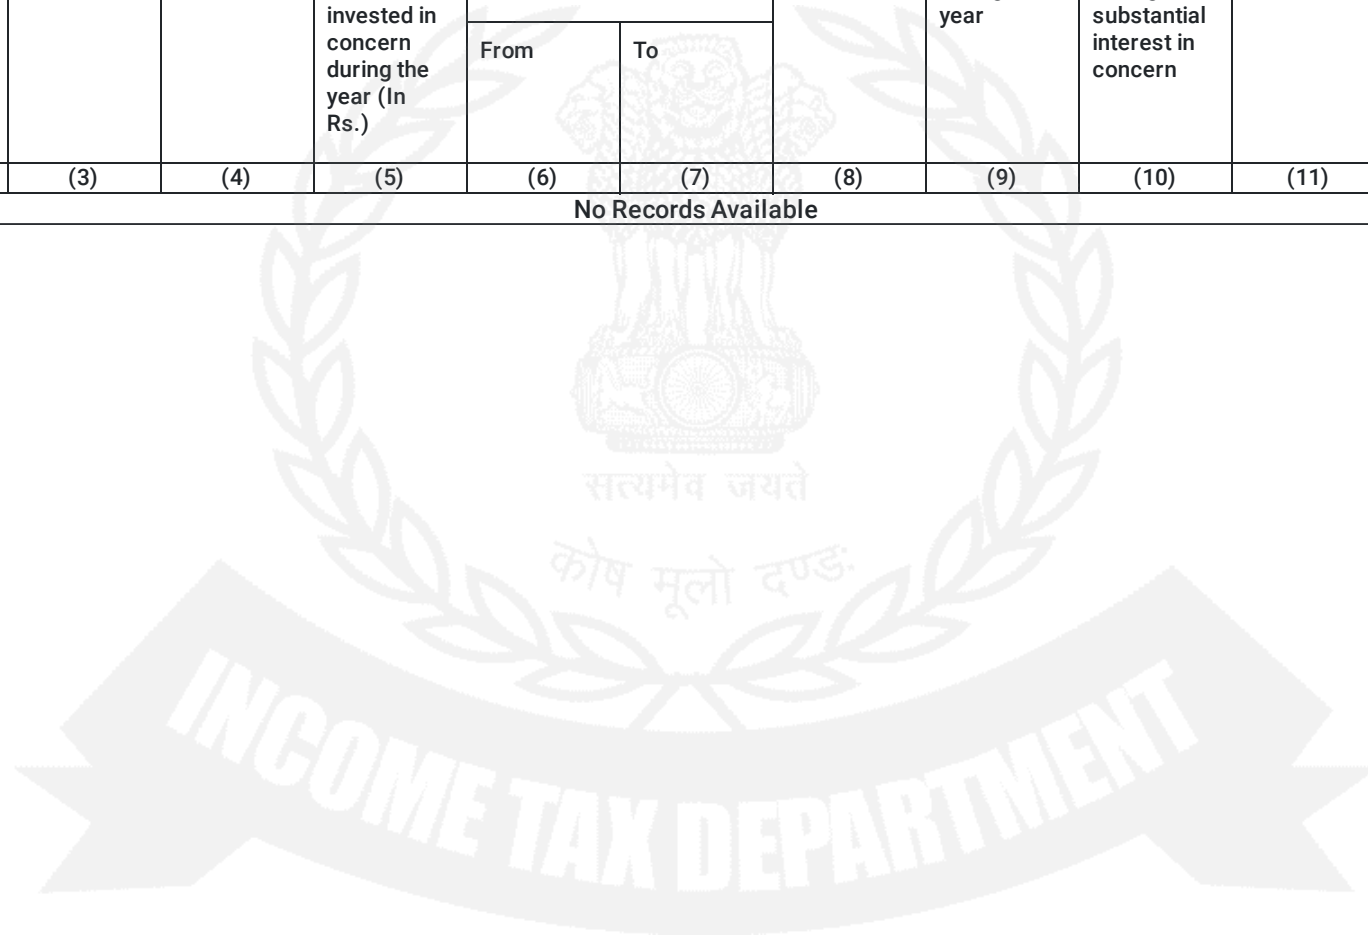 invested in
concern
during the
year (In
Rs.)
From
To
year
substantial
interest in
concern
(3) (4) (5) (6) (7) (8) (9) (10) (11)
No Records Available
सत्यमेव जयते
कोष मूलो दण्डः
INCOME TAX DEPARTMENT